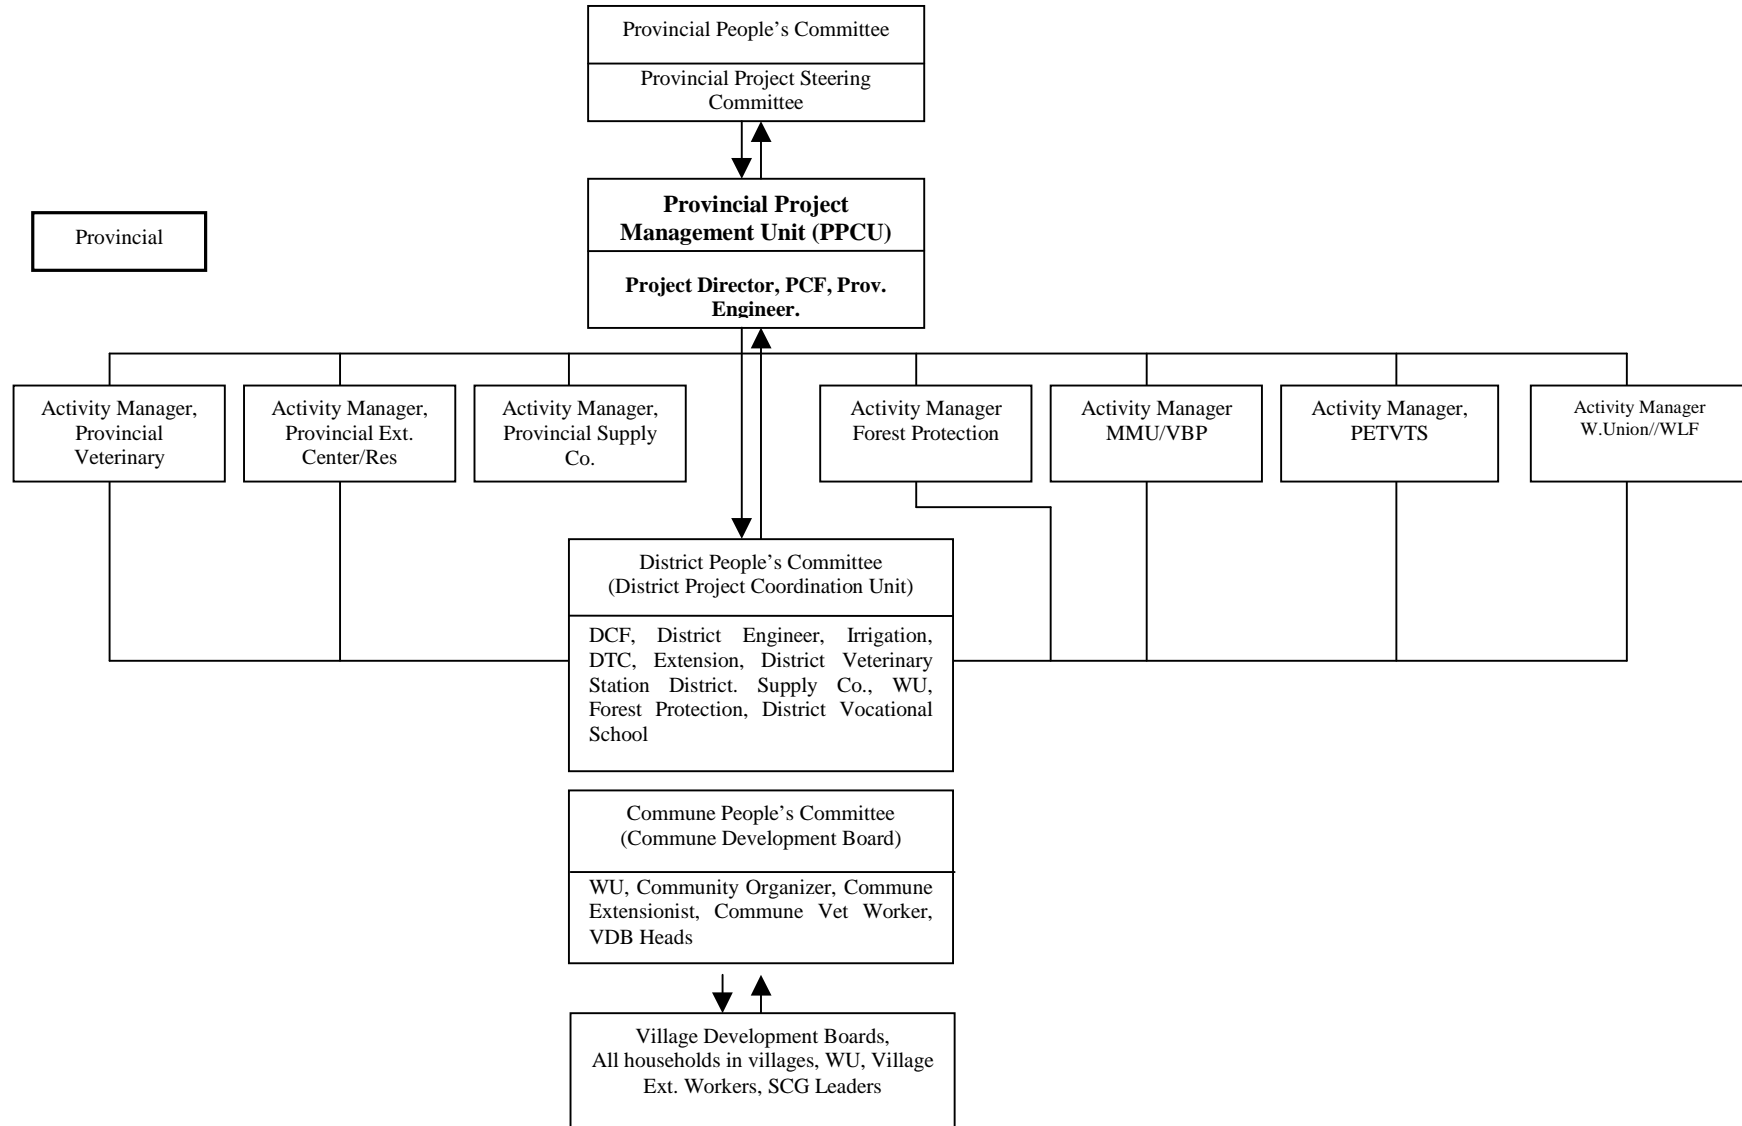 Provincial People’s Committee
Provincial Project Steering
Committee
Provincial Project
Management Unit (PPCU)
Project Director, PCF, Prov.
Engineer.
Provincial
Activity Manager,
Provincial
Veterinary
Activity Manager,
Provincial Ext.
Center/Res
Activity Manager,
Provincial Supply
Co.
Activity Manager
Forest Protection
Activity Manager
MMU/VBP
Activity Manager,
PETVTS
Activity Manager
W.Union//WLF
District People’s Committee
(District Project Coordination Unit)
DCF, District Engineer, Irrigation,
DTC, Extension, District Veterinary
Station District. Supply Co., WU,
Forest Protection, District Vocational
School
Commune People’s Committee
(Commune Development Board)
WU, Community Organizer, Commune
Extensionist, Commune Vet Worker,
VDB Heads
Village Development Boards,
All households in villages, WU, Village
Ext. Workers, SCG Leaders